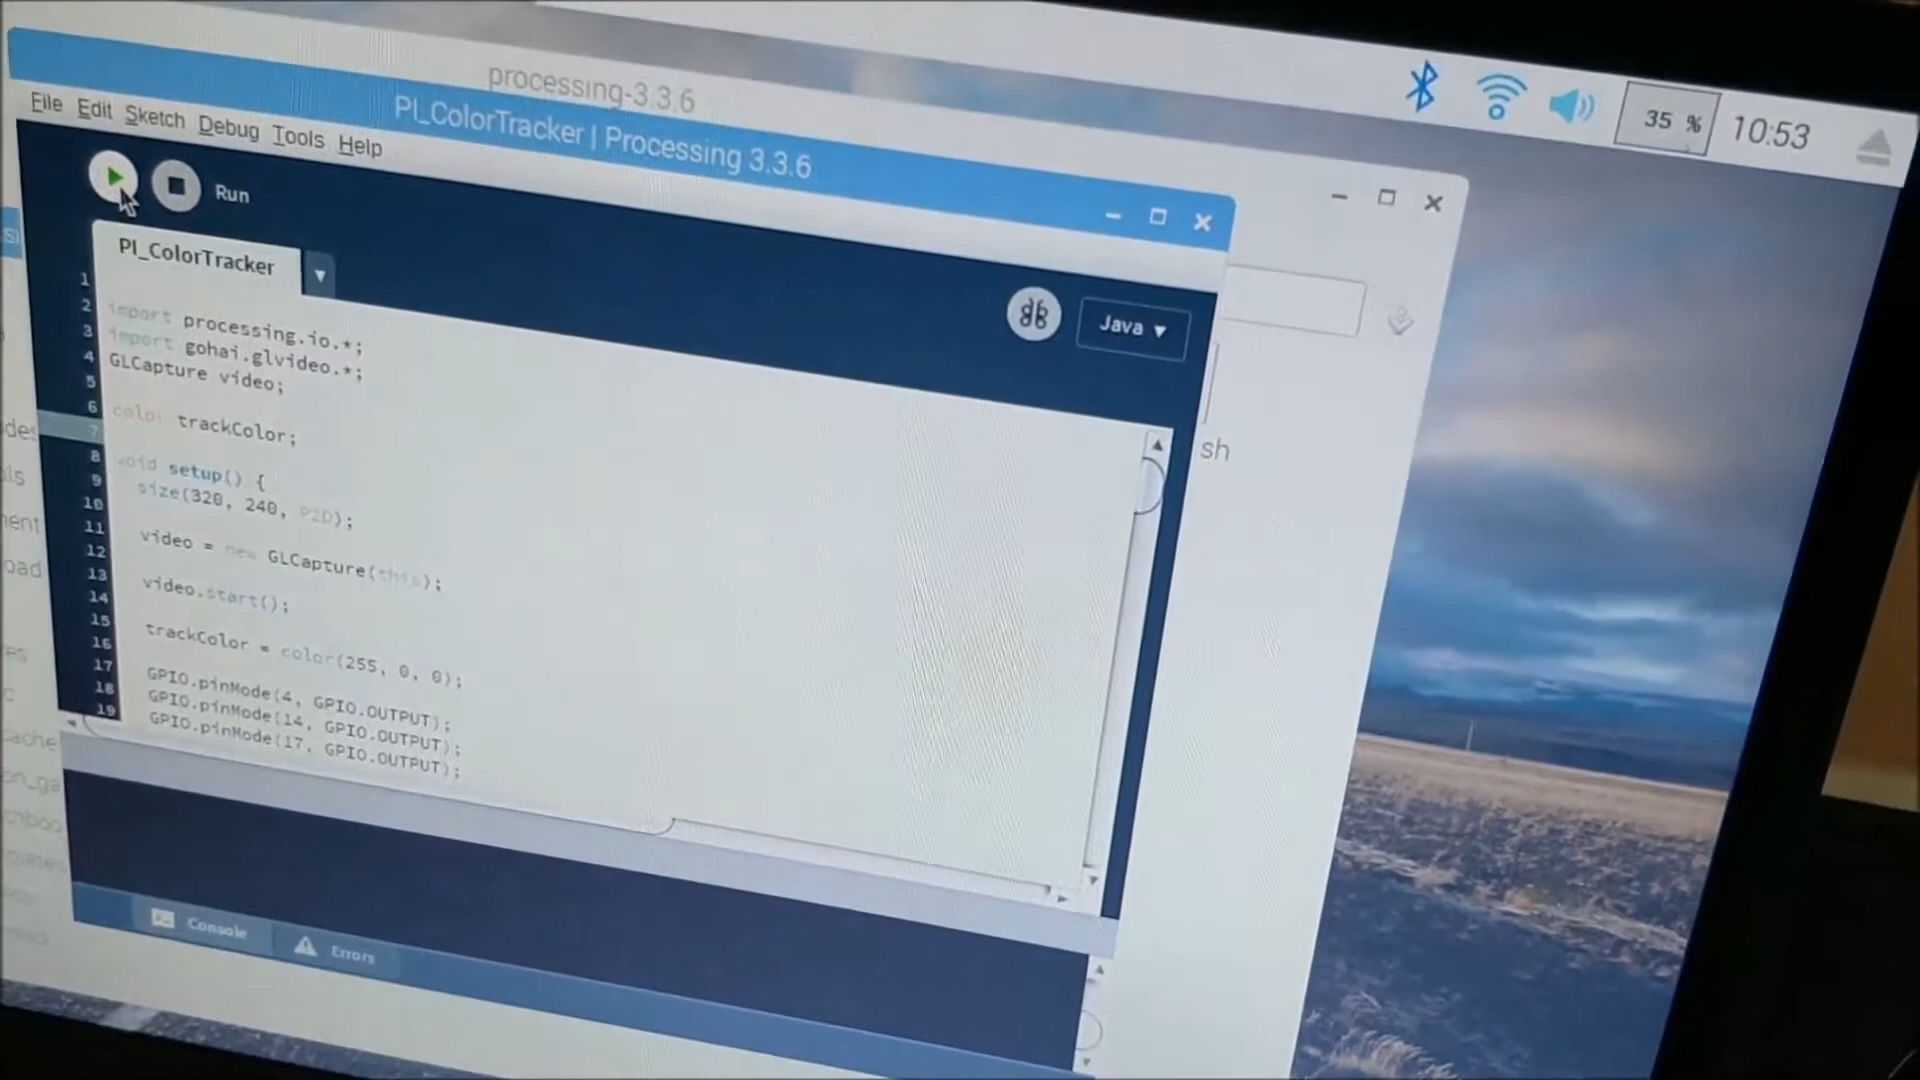 processing-3.3.6
35 % 10:53
PI_ColorTracker | Processing 3.3.6
File Edit Sketch Debug Tools Help
Run
PI_ColorTracker
Java
1
2 import processing.io.*;
3 import gohai.glvideo.*;
4 GLCapture video;
5
6 color trackColor;
7
8 void setup() {
9 size(320, 240, P2D);
10
11 video = new GLCapture(this);
12
13 video.start();
14
15 trackColor = color(255, 0, 0);
16
17 GPIO.pinMode(4, GPIO.OUTPUT);
18 GPIO.pinMode(14, GPIO.OUTPUT);
19 GPIO.pinMode(17, GPIO.OUTPUT);
sh
Console Errors